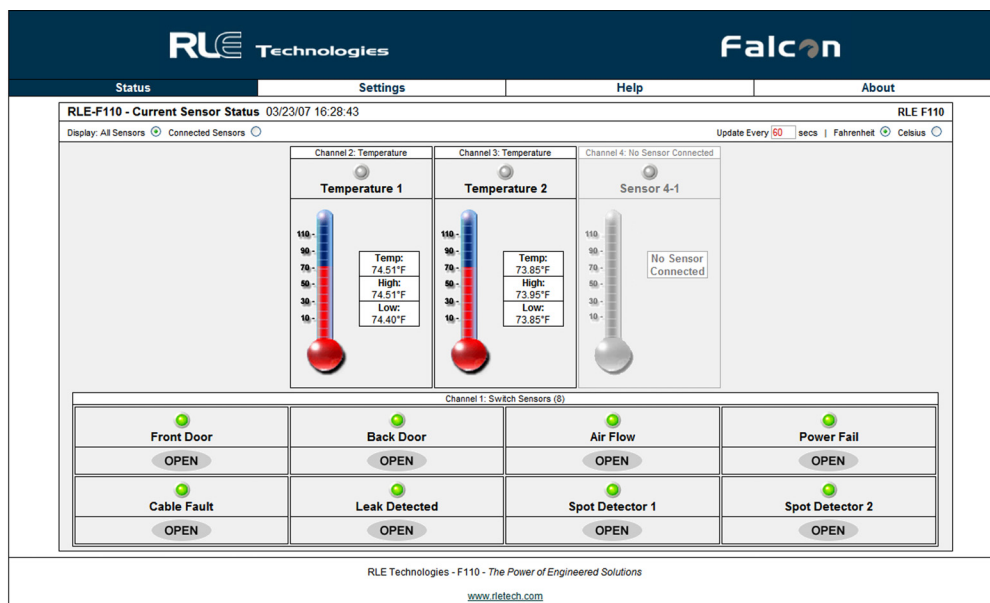 RLE Technologies
Falcon
Status Settings Help About
RLE-F110 - Current Sensor Status 03/23/07 16:28:43 RLE F110
Display: All Sensors Connected Sensors Update Every 60 secs | Fahrenheit Celsius
Channel 2: Temperature
Temperature 1
110 -
90 -
70 -
50 -
30 -
10 -
Temp:
74.51°F
High:
74.51°F
Low:
74.40°F
Channel 3: Temperature
Temperature 2
110 -
90 -
70 -
50 -
30 -
10 -
Temp:
73.85°F
High:
73.95°F
Low:
73.85°F
Channel 4: No Sensor Connected
Sensor 4-1
110 -
90 -
70 -
50 -
30 -
10 -
No Sensor
Connected
Channel 1: Switch Sensors (8)
Front Door Back Door Air Flow Power Fail
OPEN OPEN OPEN OPEN
Cable Fault Leak Detected Spot Detector 1 Spot Detector 2
OPEN OPEN OPEN OPEN
RLE Technologies - F110 - The Power of Engineered Solutions
www.rletech.com